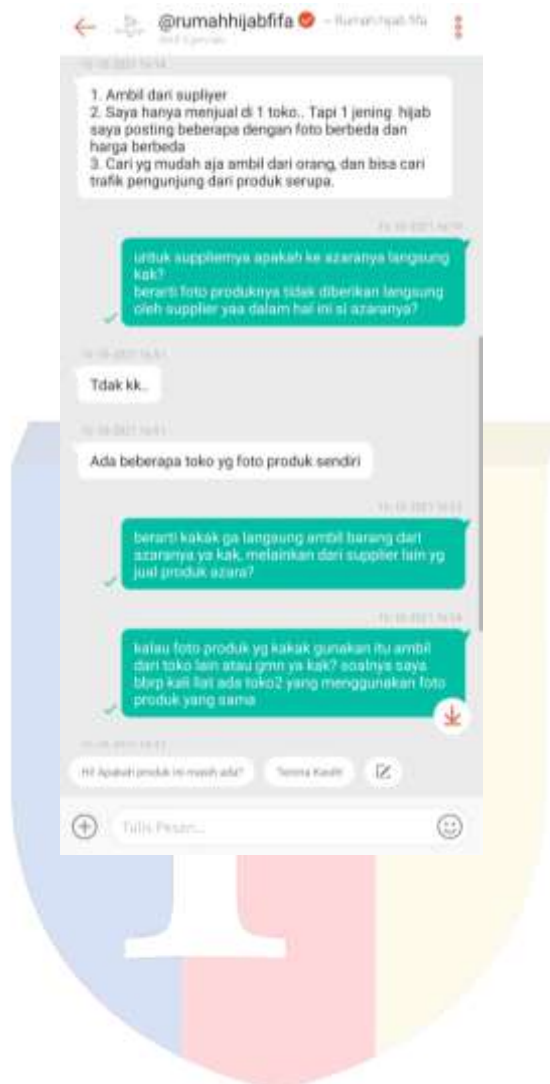 @rumahhijabfifa
1. Ambil dari supliyer
2. Saya hanya menjual di 1 toko.. Tapi 1 jening hijab
saya posting beberapa dengan foto berbeda dan
harga berbeda
3. Cari yg mudah aja ambil dari orang, dan bisa cari
trafik pengunjung dari produk serupa.
untuk suppliernya apakah ke azaranya langsung
kak?
berarti foto produknya tidak diberikan langsung
oleh supplier yaa dalam hal ini si azaranya?
Tdak kk..
Ada beberapa toko yg foto produk sendiri
berarti kakak ga langsung ambil barang dari
azaranya ya kak, melainkan dari supplier lain yg
jual produk azara?
kalau foto produk yg kakak gunakan itu ambil
dari toko lain atau gmn ya kak? soalnya saya
bbrp kali liat ada toko2 yang menggunakan foto
produk yang sama
Hi! Apakah produk ini masih ada?
Terima Kasih!
Tulis Pesan...